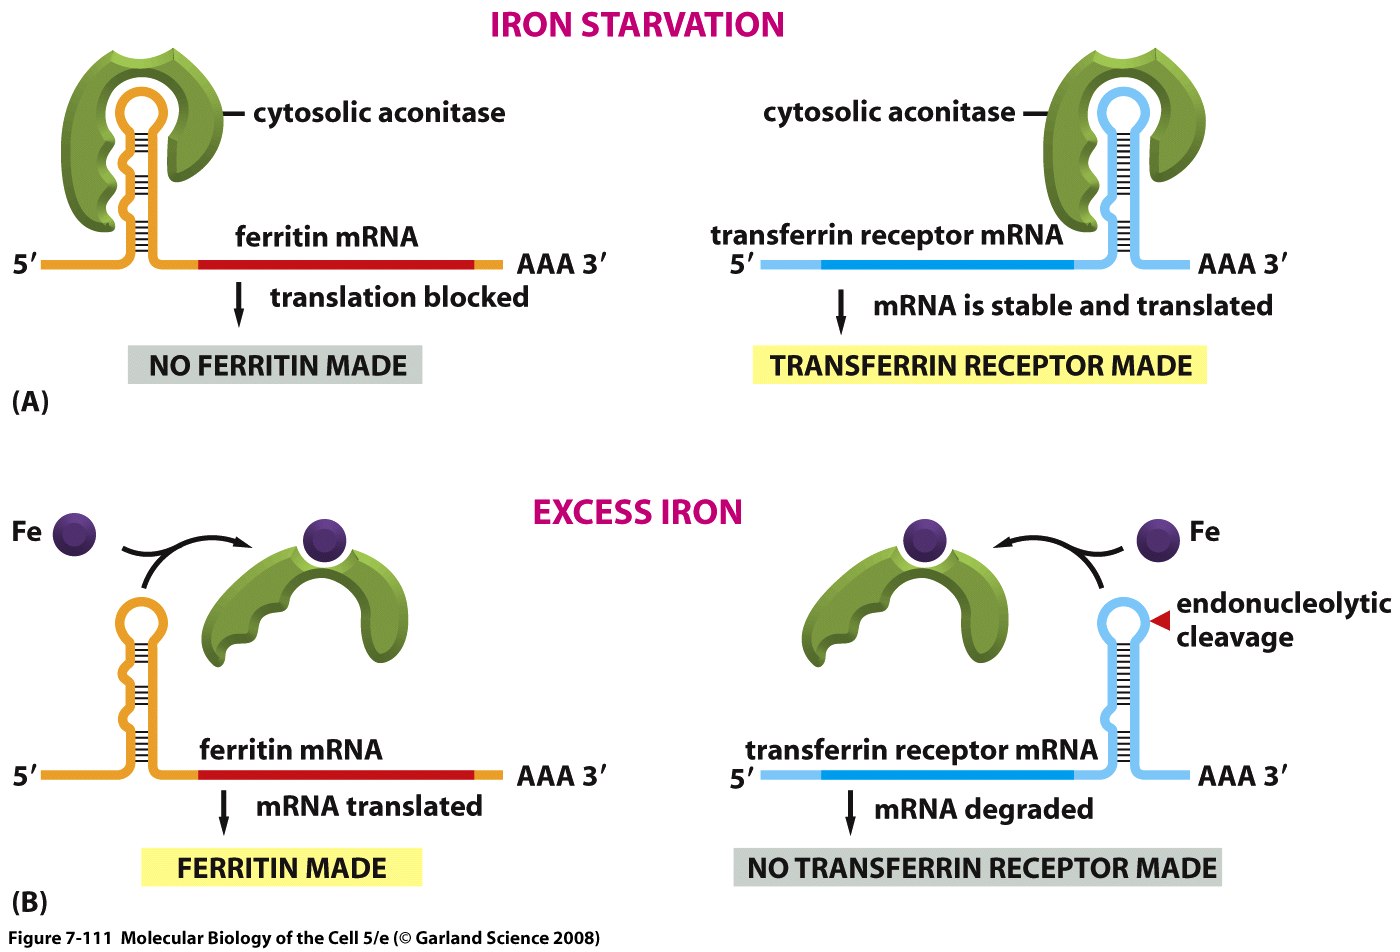 IRON STARVATION
cytosolic aconitase
cytosolic aconitase
ferritin mRNA
transferrin receptor mRNA
5′ AAA 3′
5′ AAA 3′
translation blocked
mRNA is stable and translated
NO FERRITIN MADE
TRANSFERRIN RECEPTOR MADE
(A)
EXCESS IRON
Fe
Fe
endonucleolytic
cleavage
ferritin mRNA
transferrin receptor mRNA
5′ AAA 3′
5′ AAA 3′
mRNA translated
mRNA degraded
FERRITIN MADE
NO TRANSFERRIN RECEPTOR MADE
(B)
Figure 7-111 Molecular Biology of the Cell 5/e (© Garland Science 2008)